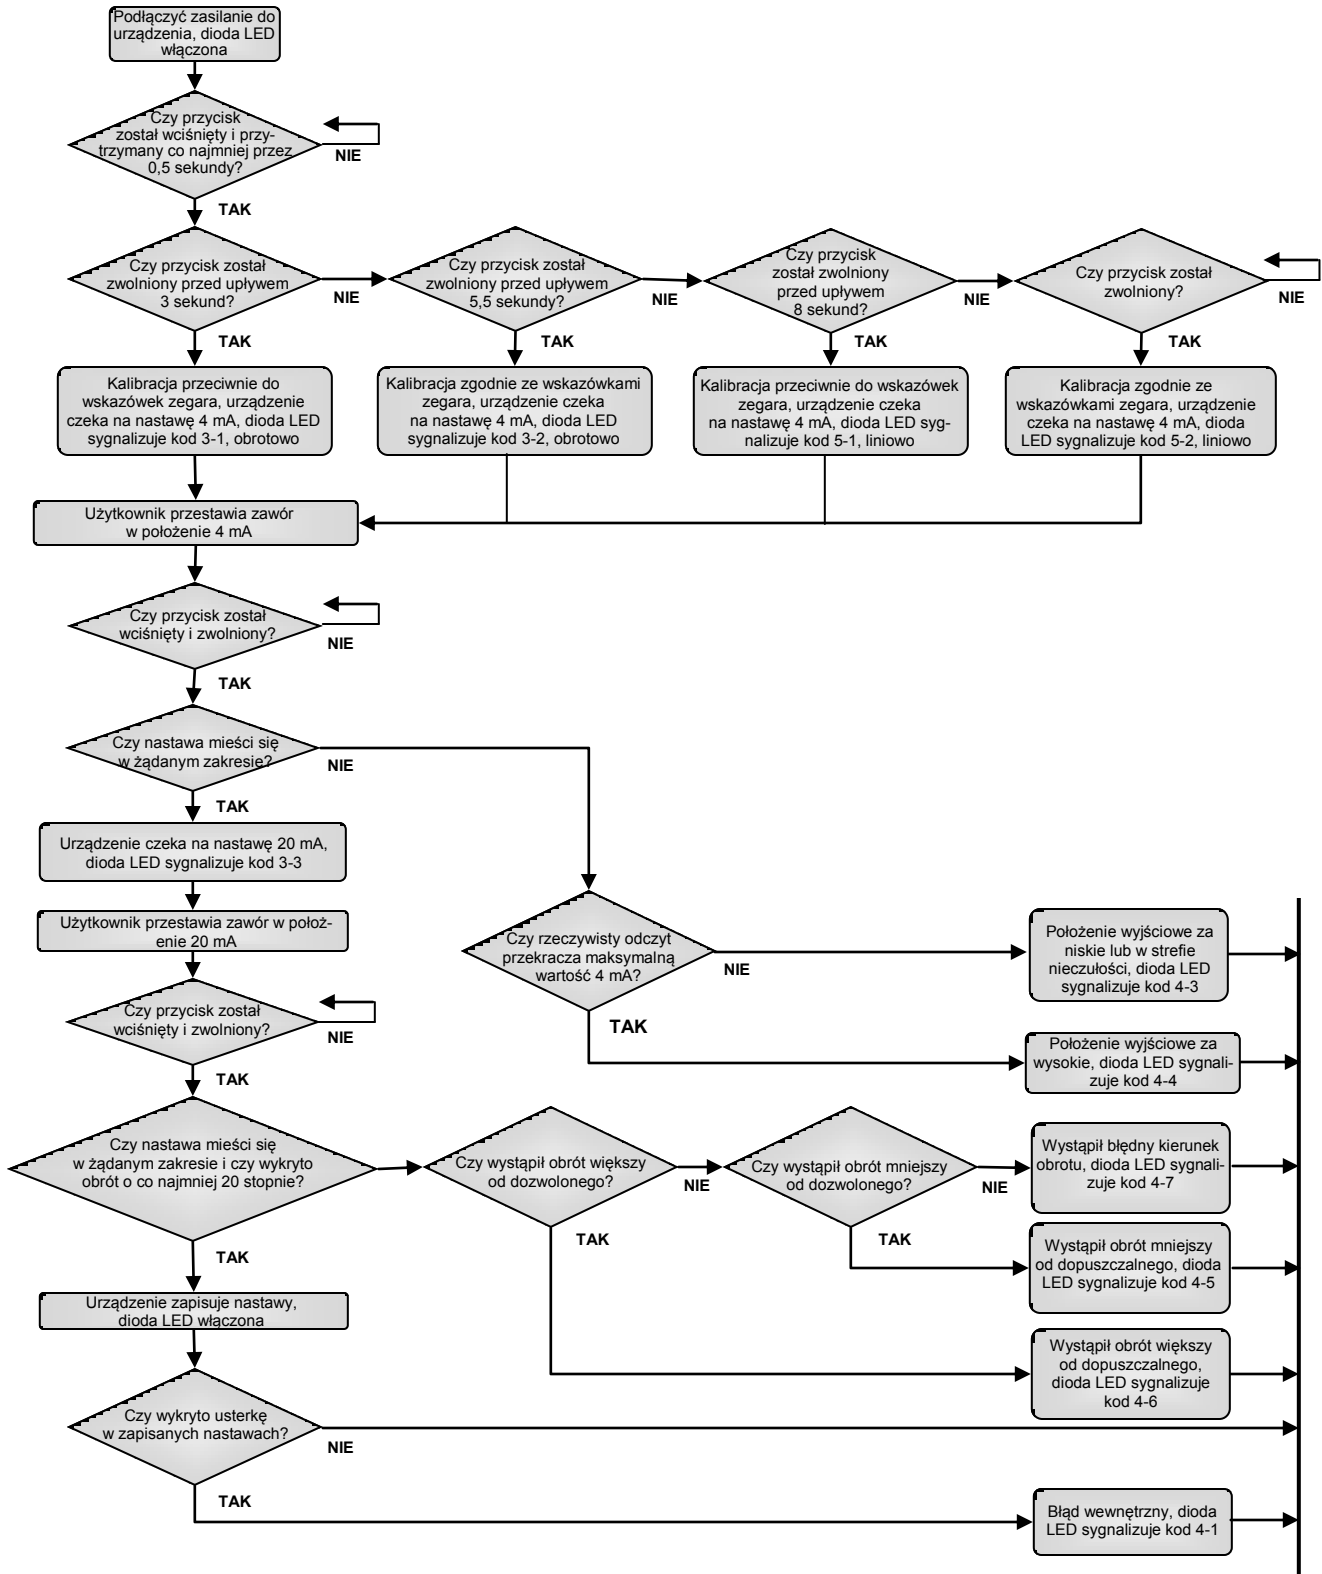 Podłączyć zasilanie do
urządzenia, dioda LED
włączona
Czy przycisk
został wciśnięty i przy-
trzymany co najmniej przez
0,5 sekundy?
NIE
TAK
Czy przycisk został
zwolniony przed upływem
3 sekund?
NIE
TAK
Czy przycisk został
zwolniony przed upływem
5,5 sekundy?
NIE
TAK
Czy przycisk
został zwolniony
przed upływem
8 sekund?
NIE
TAK
Czy przycisk został
zwolniony?
NIE
TAK
Kalibracja przeciwnie do
wskazówek zegara, urządzenie
czeka na nastawę 4 mA, dioda LED
sygnalizuje kod 3-1, obrotowo
Kalibracja zgodnie ze wskazówkami
zegara, urządzenie czeka
na nastawę 4 mA, dioda LED
sygnalizuje kod 3-2, obrotowo
Kalibracja przeciwnie do wskazówek
zegara, urządzenie czeka
na nastawę 4 mA, dioda LED syg-
nalizuje kod 5-1, liniowo
Kalibracja zgodnie ze
wskazówkami zegara, urządzenie
czeka na nastawę 4 mA, dioda
LED sygnalizuje kod 5-2, liniowo
Użytkownik przestawia zawór
w położenie 4 mA
Czy przycisk został
wciśnięty i zwolniony?
NIE
TAK
Czy nastawa mieści się
w żądanym zakresie?
NIE
TAK
Urządzenie czeka na nastawę 20 mA,
dioda LED sygnalizuje kod 3-3
Użytkownik przestawia zawór w położ-
enie 20 mA
Czy rzeczywisty odczyt
przekracza maksymalną
wartość 4 mA?
NIE
TAK
Położenie wyjściowe za
niskie lub w strefie
nieczułości, dioda LED
sygnalizuje kod 4-3
Czy przycisk został
wciśnięty i zwolniony?
NIE
TAK
Położenie wyjściowe za
wysokie, dioda LED sygnali-
zuje kod 4-4
Czy nastawa mieści się
w żądanym zakresie i czy wykryto
obrót o co najmniej 20 stopnie?
TAK
Czy wystąpił obrót większy
od dozwolonego?
NIE
TAK
Czy wystąpił obrót mniejszy
od dozwolonego?
NIE
TAK
Wystąpił błędny kierunek
obrotu, dioda LED sygnali-
zuje kod 4-7
Wystąpił obrót mniejszy
od dopuszczalnego, dioda
LED sygnalizuje kod 4-5
Urządzenie zapisuje nastawy,
dioda LED włączona
Wystąpił obrót większy
od dopuszczalnego,
dioda LED sygnalizuje
kod 4-6
Czy wykryto usterkę
w zapisanych nastawach?
NIE
TAK
Błąd wewnętrzny, dioda
LED sygnalizuje kod 4-1